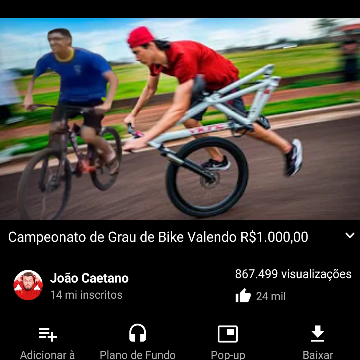 Campeonato de Grau de Bike Valendo R$1.000,00
João Caetano
867.499 visualizações
14 mi inscritos
24 mil
Adicionar à
Plano de Fundo
Pop-up
Baixar